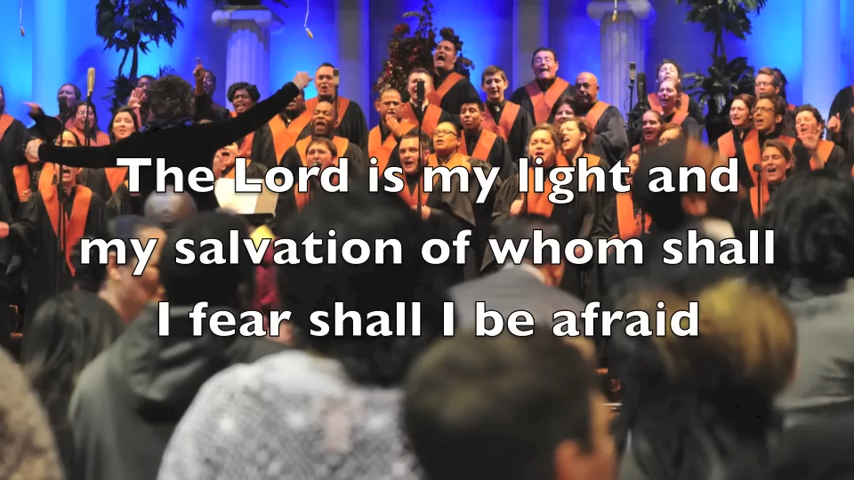 The Lord is my light and
my salvation of whom shall
I fear shall I be afraid